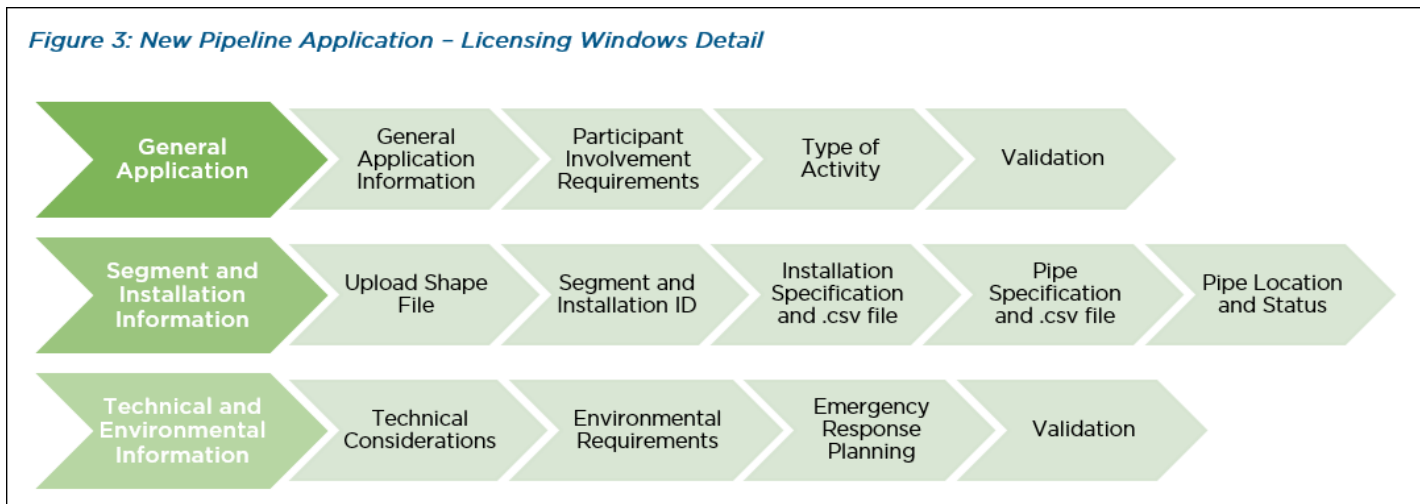 Figure 3: New Pipeline Application – Licensing Windows Detail
General
Application
General
Application
Information
Participant
Involvement
Requirements
Type of
Activity
Validation
Segment and
Installation
Information
Upload Shape
File
Segment and
Installation ID
Installation
Specification
and .csv file
Pipe
Specification
and .csv file
Pipe Location
and Status
Technical and
Environmental
Information
Technical
Considerations
Environmental
Requirements
Emergency
Response
Planning
Validation